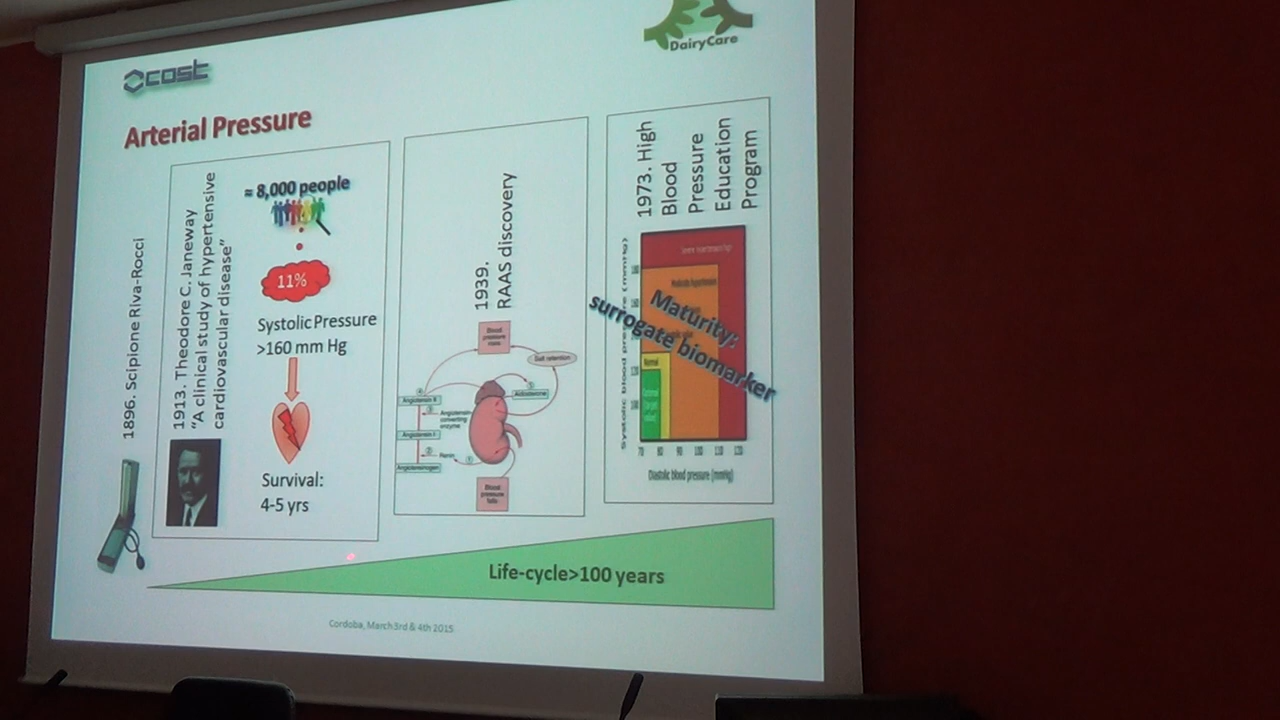 cost
DairyCare
Arterial Pressure
1896. Scipione Riva-Rocci
1913. Theodore C. Janeway
"A clinical study of hypertensive
cardiovascular disease"
≈ 8,000 people
11%
Systolic Pressure
>160 mm Hg
Survival:
4-5 yrs
1939.
RAAS discovery
Blood
pressure
rises
Salt retention
Angiotensin II
Aldosterone
Angiotensin-
converting
enzyme
Angiotensin I
Renin
Angiotensinogen
Blood
pressure
falls
1973. High
Blood
Pressure
Education
Program
Moderate hypertension
Normal
Maturity:
surrogate biomarker
Systolic blood pressure (mmHg)
70 80 90 100 110 120
Diastolic blood pressure (mmHg)
Life-cycle>100 years
Cordoba, March 3rd & 4th 2015